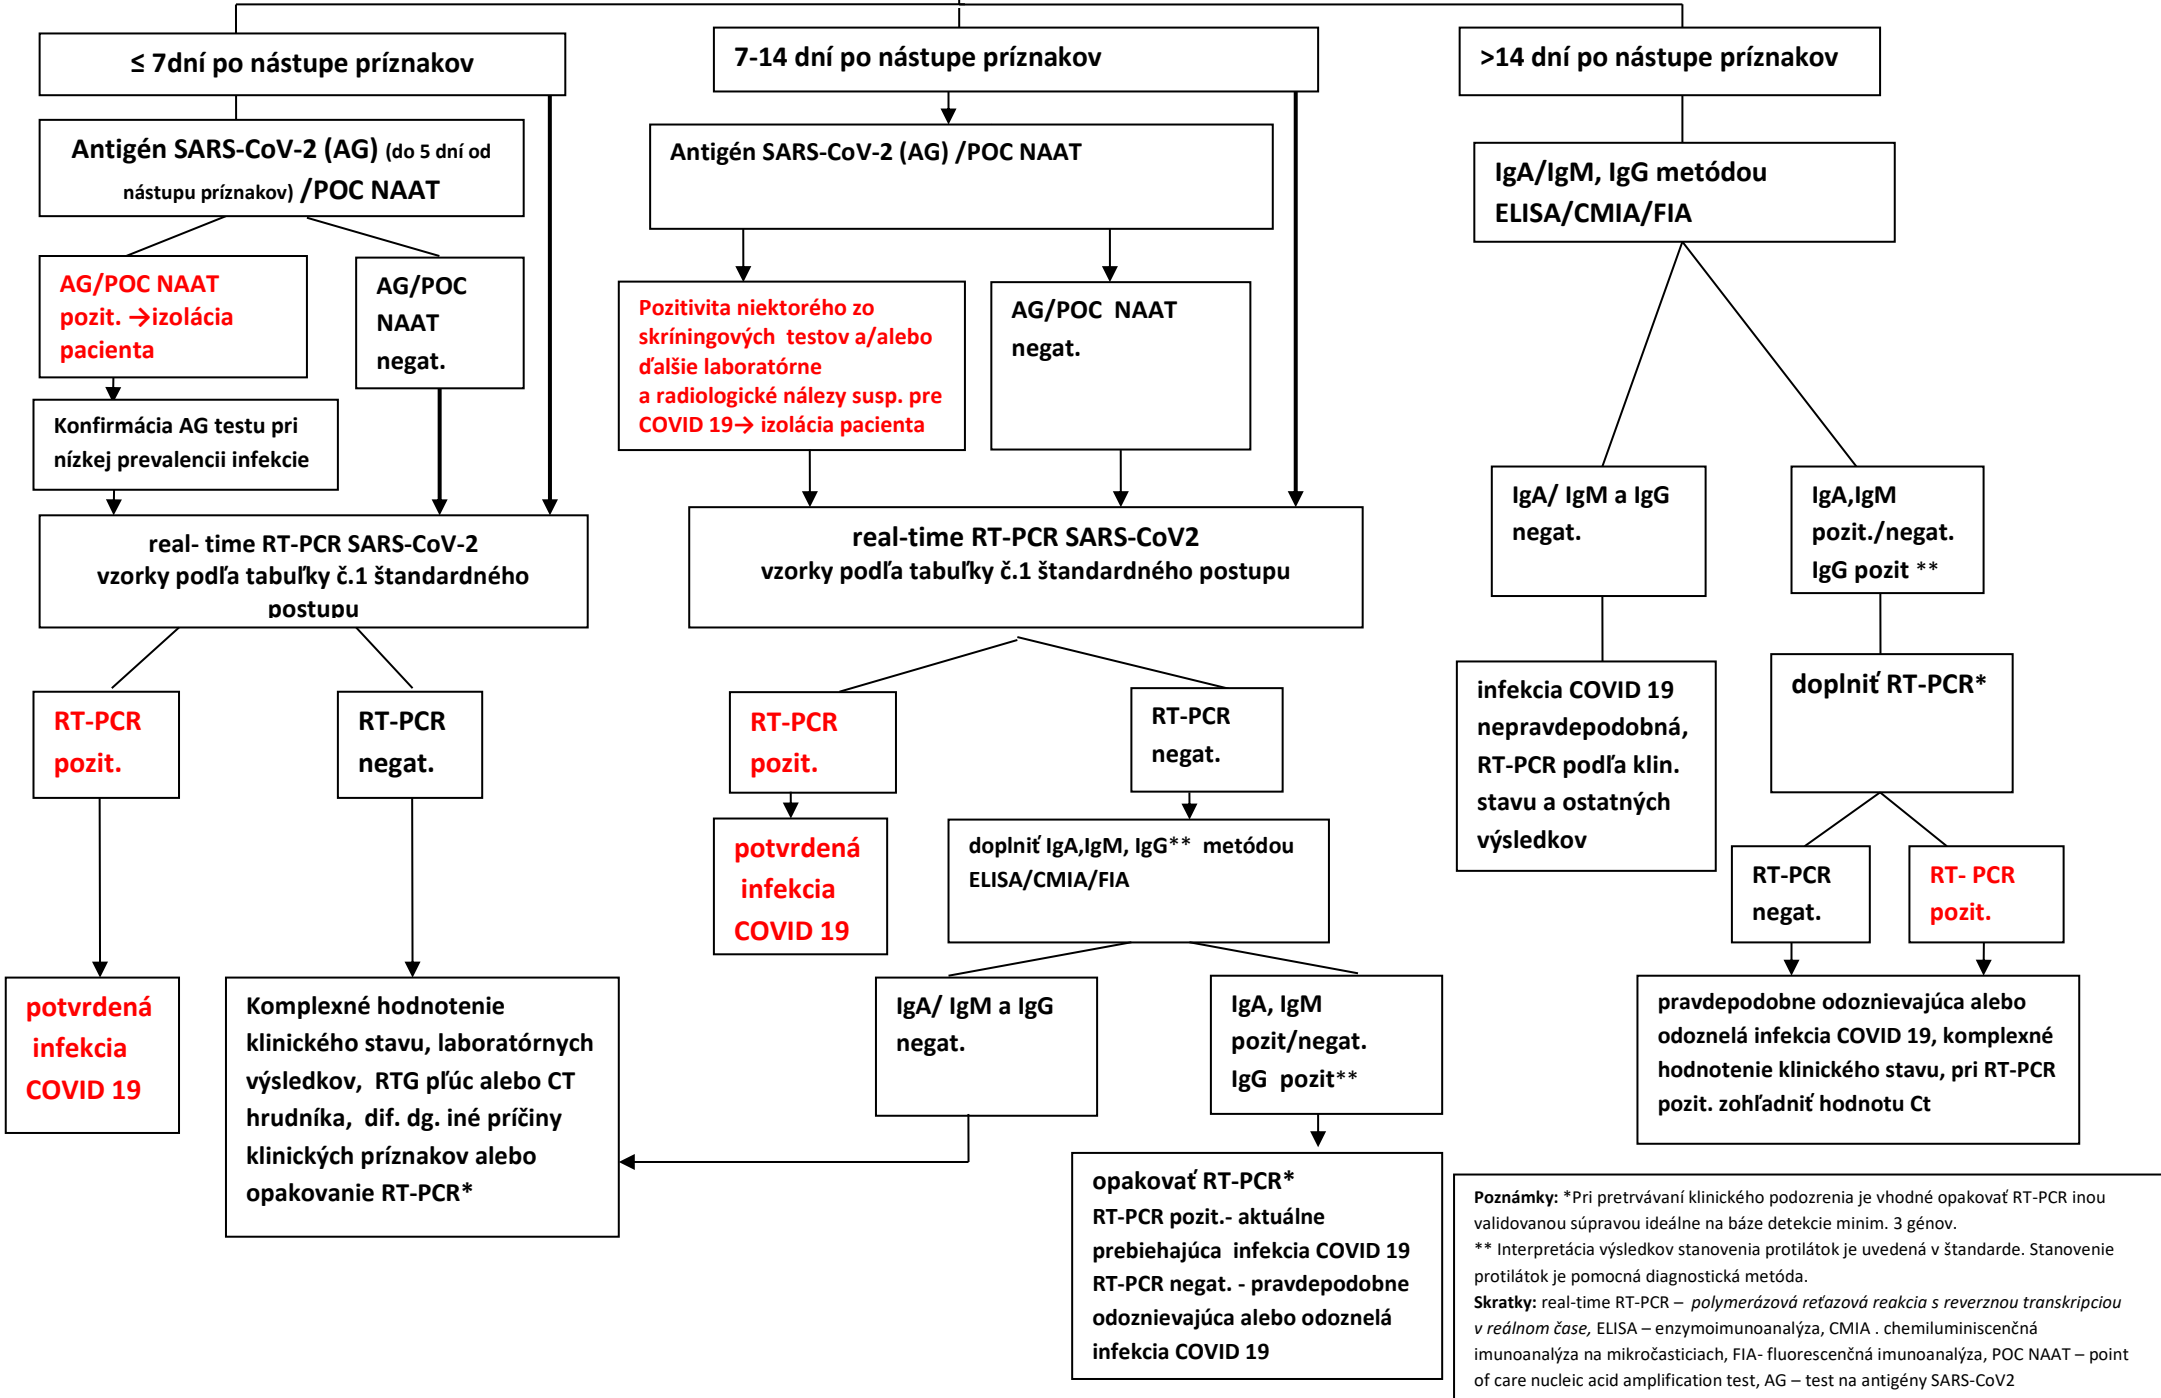 ≤ 7dní po nástupe príznakov
7-14 dní po nástupe príznakov
>14 dní po nástupe príznakov
Antigén SARS-CoV-2 (AG) (do 5 dní od
nástupu príznakov) /POC NAAT
Antigén SARS-CoV-2 (AG) /POC NAAT
IgA/IgM, IgG metódou
ELISA/CMIA/FIA
AG/POC NAAT
pozit. →izolácia
pacienta
AG/POC
NAAT
negat.
Pozitivita niektorého zo
skríningových testov a/alebo
ďalšie laboratórne
a radiologické nálezy susp. pre
COVID 19→ izolácia pacienta
AG/POC NAAT
negat.
Konfirmácia AG testu pri
nízkej prevalencii infekcie
IgA/ IgM a IgG
negat.
IgA,IgM
pozit./negat.
IgG pozit **
real- time RT-PCR SARS-CoV-2
vzorky podľa tabuľky č.1 štandardného
postupu
real-time RT-PCR SARS-CoV2
vzorky podľa tabuľky č.1 štandardného postupu
infekcia COVID 19
nepravdepodobná,
RT-PCR podľa klin.
stavu a ostatných
výsledkov
doplniť RT-PCR*
RT-PCR
pozit.
RT-PCR
negat.
RT-PCR
pozit.
RT-PCR
negat.
potvrdená
infekcia
COVID 19
doplniť IgA,IgM, IgG** metódou
ELISA/CMIA/FIA
RT-PCR
negat.
RT- PCR
pozit.
potvrdená
infekcia
COVID 19
Komplexné hodnotenie
klinického stavu, laboratórnych
výsledkov, RTG pľúc alebo CT
hrudníka, dif. dg. iné príčiny
klinických príznakov alebo
opakovanie RT-PCR*
IgA/ IgM a IgG
negat.
IgA, IgM
pozit/negat.
IgG pozit**
pravdepodobne odoznievajúca alebo
odoznelá infekcia COVID 19, komplexné
hodnotenie klinického stavu, pri RT-PCR
pozit. zohľadniť hodnotu Ct
opakovať RT-PCR*
RT-PCR pozit.- aktuálne
prebiehajúca infekcia COVID 19
RT-PCR negat. - pravdepodobne
odoznievajúca alebo odoznelá
infekcia COVID 19
Poznámky: *Pri pretrvávaní klinického podozrenia je vhodné opakovať RT-PCR inou
validovanou súpravou ideálne na báze detekcie minim. 3 génov.
** Interpretácia výsledkov stanovenia protilátok je uvedená v štandarde. Stanovenie
protilátok je pomocná diagnostická metóda.
Skratky: real-time RT-PCR – polymerázová reťazová reakcia s reverznou transkripciou
v reálnom čase, ELISA – enzymoimunoanalýza, CMIA . chemiluminiscenčná
imunoanalýza na mikročasticiach, FIA- fluorescenčná imunoanalýza, POC NAAT – point
of care nucleic acid amplification test, AG – test na antigény SARS-CoV2